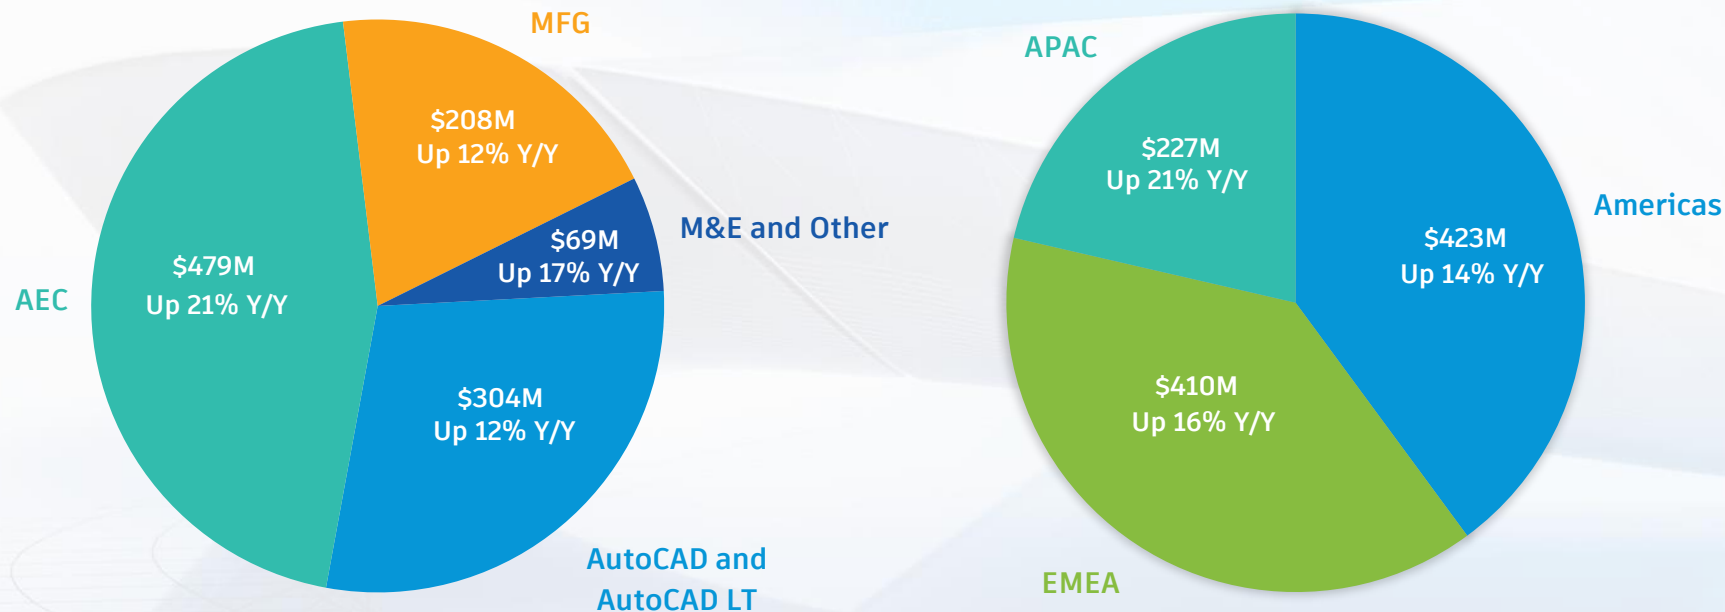 MFG
$208M
Up 12% Y/Y
$69M
Up 17% Y/Y
M&E and Other
AEC
$479M
Up 21% Y/Y
$304M
Up 12% Y/Y
AutoCAD and
AutoCAD LT
APAC
$227M
Up 21% Y/Y
Americas
$423M
Up 14% Y/Y
$410M
Up 16% Y/Y
EMEA